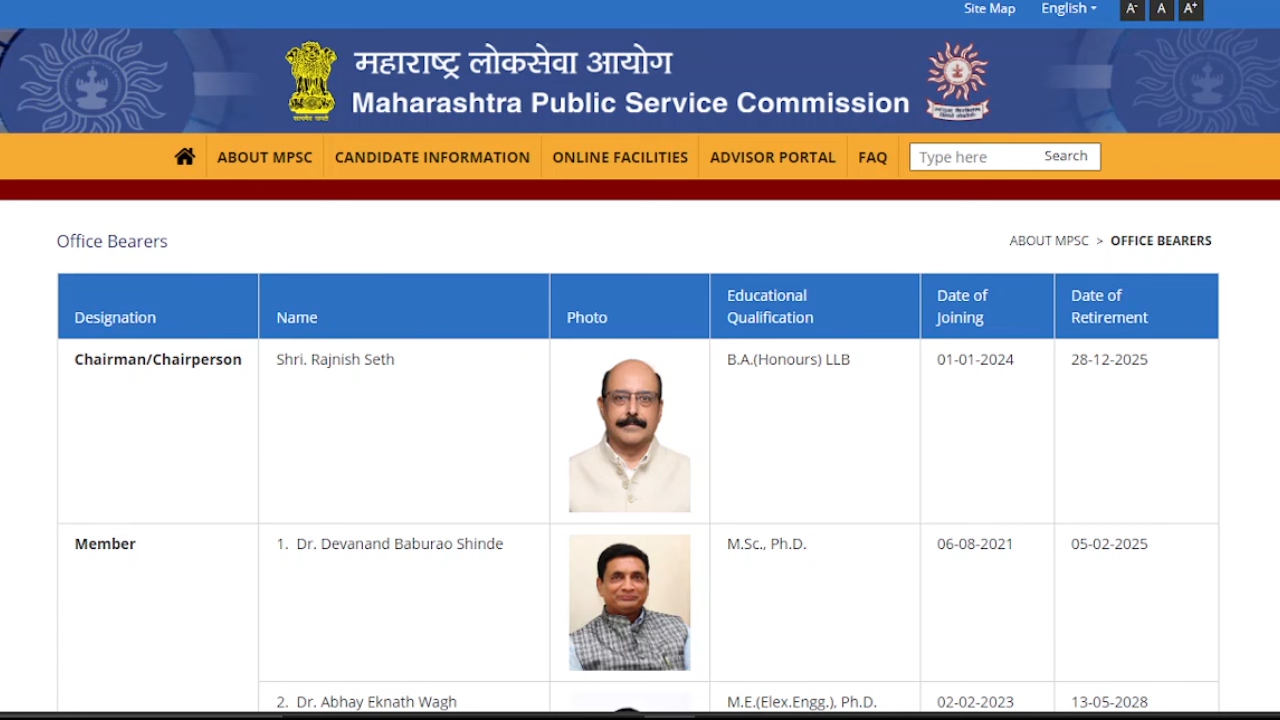 Site Map English A- A A+
महाराष्ट्र लोकसेवा आयोग
Maharashtra Public Service Commission
ABOUT MPSC CANDIDATE INFORMATION ONLINE FACILITIES ADVISOR PORTAL FAQ Type here Search
Office Bearers ABOUT MPSC > OFFICE BEARERS
Designation Name Photo Educational Qualification Date of Joining Date of Retirement
Chairman/Chairperson Shri. Rajnish Seth B.A.(Honours) LLB 01-01-2024 28-12-2025
Member 1. Dr. Devanand Baburao Shinde M.Sc., Ph.D. 06-08-2021 05-02-2025
2. Dr. Abhay Eknath Wagh M.E.(Elex.Engg.), Ph.D. 02-02-2023 13-05-2028